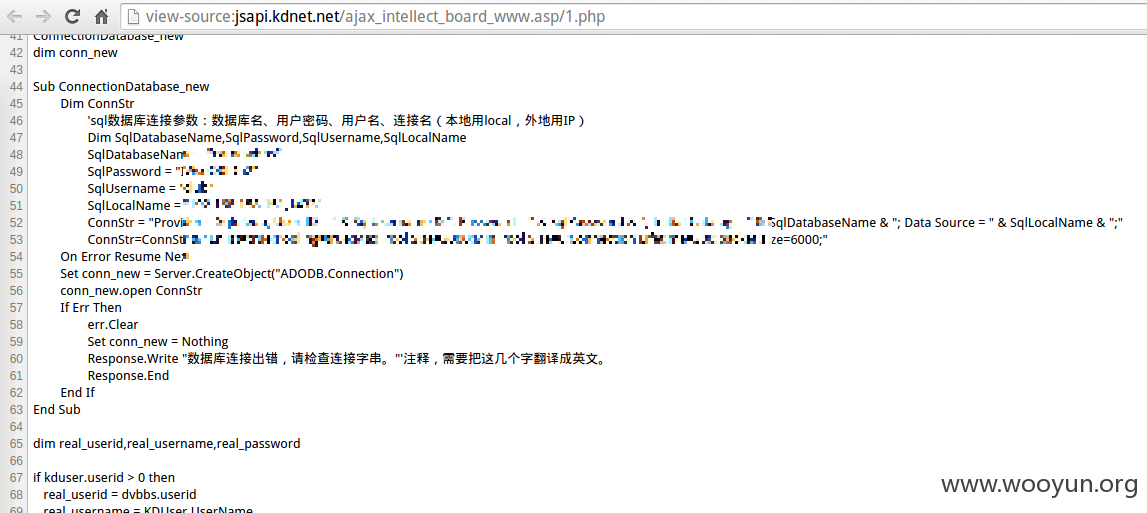 view-source:jsapi.kdnet.net/ajax_intellect_board_www.asp/1.php
41 ConnectionDatabase_new
42 dim conn_new
43
44 Sub ConnectionDatabase_new
45 Dim ConnStr
46 'sql数据库连接参数：数据库名、用户密码、用户名、连接名（本地用local，外地用IP）
47 Dim SqlDatabaseName,SqlPassword,SqlUsername,SqlLocalName
48 SqlDatabaseNam
49 SqlPassword = "
50 SqlUsername = "
51 SqlLocalName =
52 ConnStr = "Provi SqlDatabaseName & "; Data Source = " & SqlLocalName & ";"
53 ConnStr=ConnStr ze=6000;"
54 On Error Resume Nex
55 Set conn_new = Server.CreateObject("ADODB.Connection")
56 conn_new.open ConnStr
57 If Err Then
58 err.Clear
59 Set conn_new = Nothing
60 Response.Write "数据库连接出错，请检查连接字串。"'注释，需要把这几个字翻译成英文。
61 Response.End
62 End If
63 End Sub
64
65 dim real_userid,real_username,real_password
66
67 if kduser.userid > 0 then
68 real_userid = dvbbs.userid
69 real_username = KDUser.UserName
www.wooyun.org